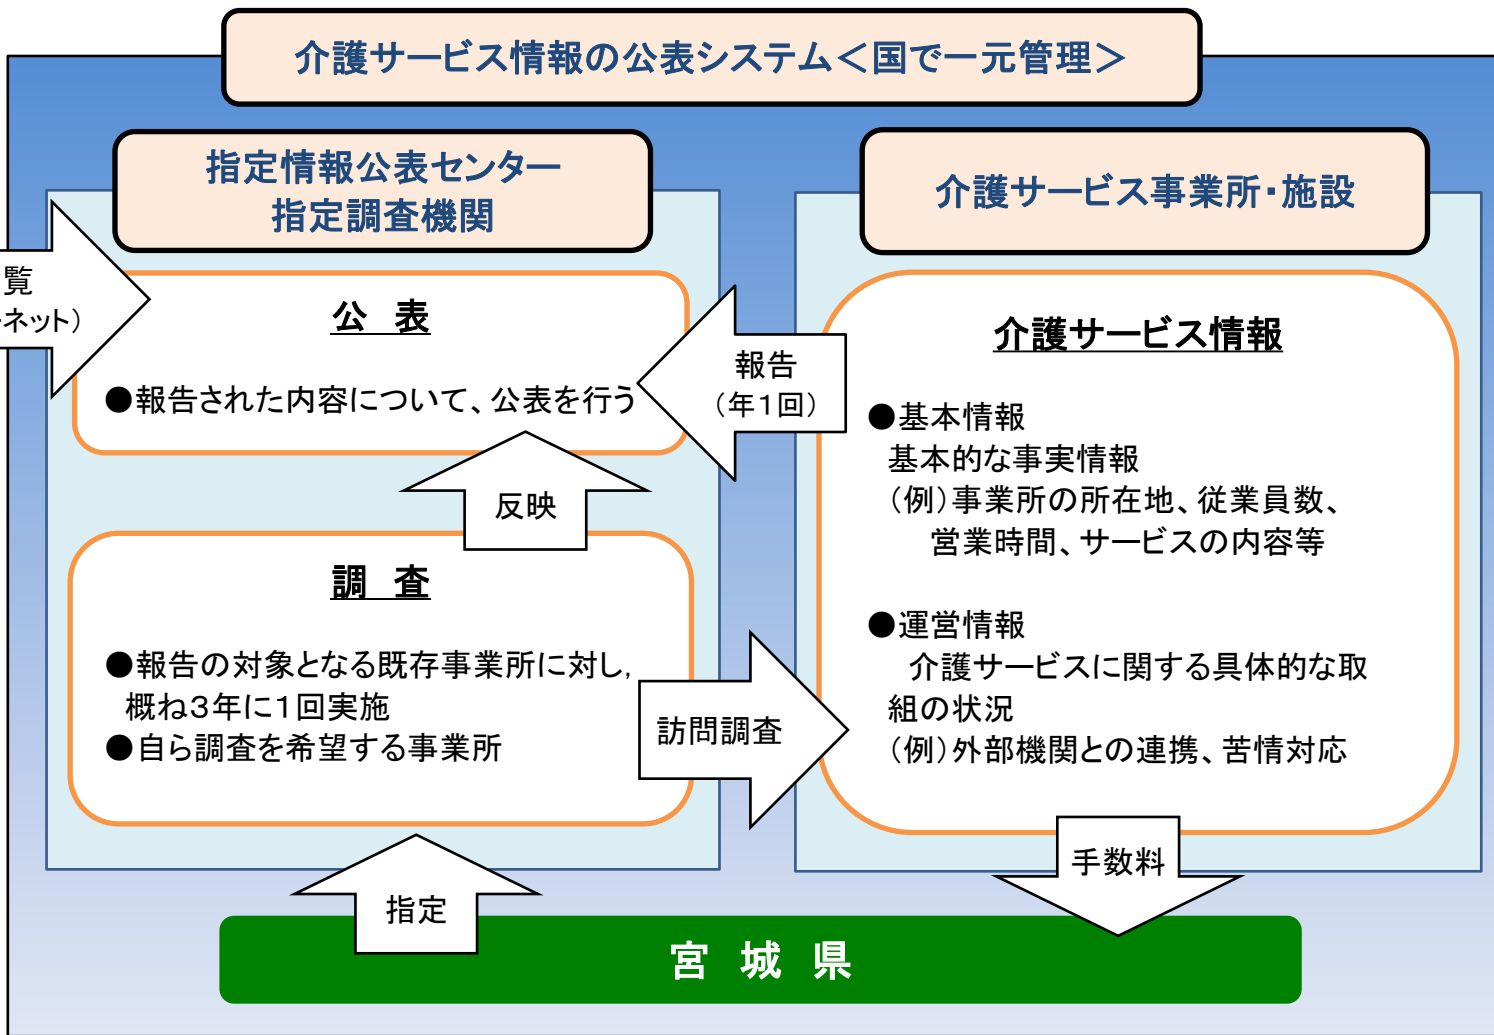 介護サービス情報の公表システム＜国で一元管理＞
指定情報公表センター
指定調査機関
介護サービス事業所・施設
覧
ネット）
公　表
●報告された内容について、公表を行う
報告
（年１回）
反映
調　査
●報告の対象となる既存事業所に対し，
概ね３年に１回実施
●自ら調査を希望する事業所
訪問調査
介護サービス情報
●基本情報
基本的な事実情報
（例）事業所の所在地、従業員数、
営業時間、サービスの内容等
●運営情報
介護サービスに関する具体的な取
組の状況
（例）外部機関との連携、苦情対応
手数料
指定
宮　城　県